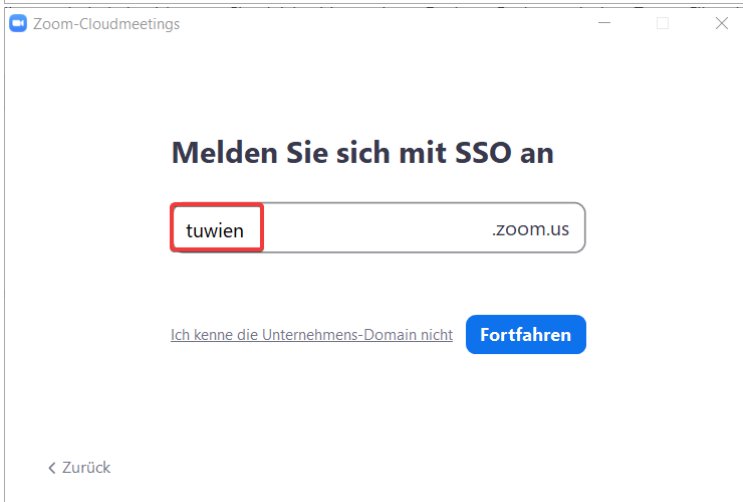 Zoom-Cloudmeetings
Melden Sie sich mit SSO an
tuwien .zoom.us
Ich kenne die Unternehmens-Domain nicht Fortfahren
Zurück